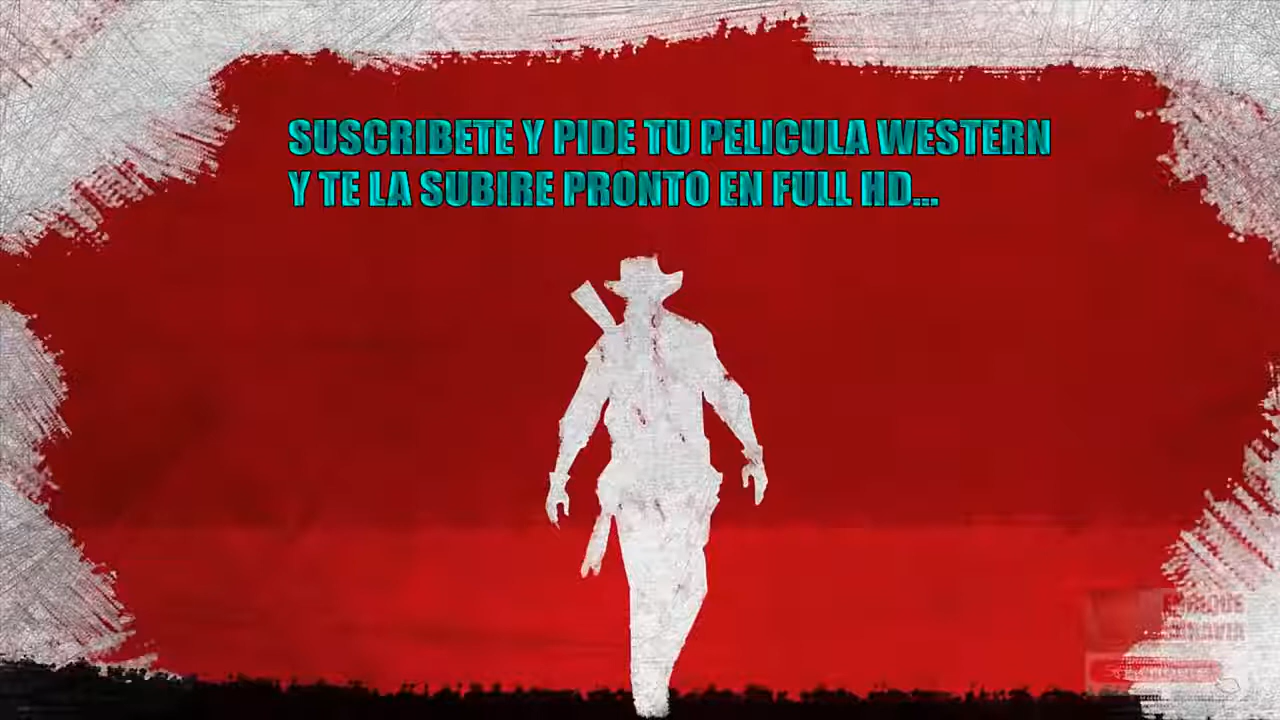 SUSCRIBETE Y PIDE TU PELICULA WESTERN
Y TE LA SUBIRE PRONTO EN FULL HD...